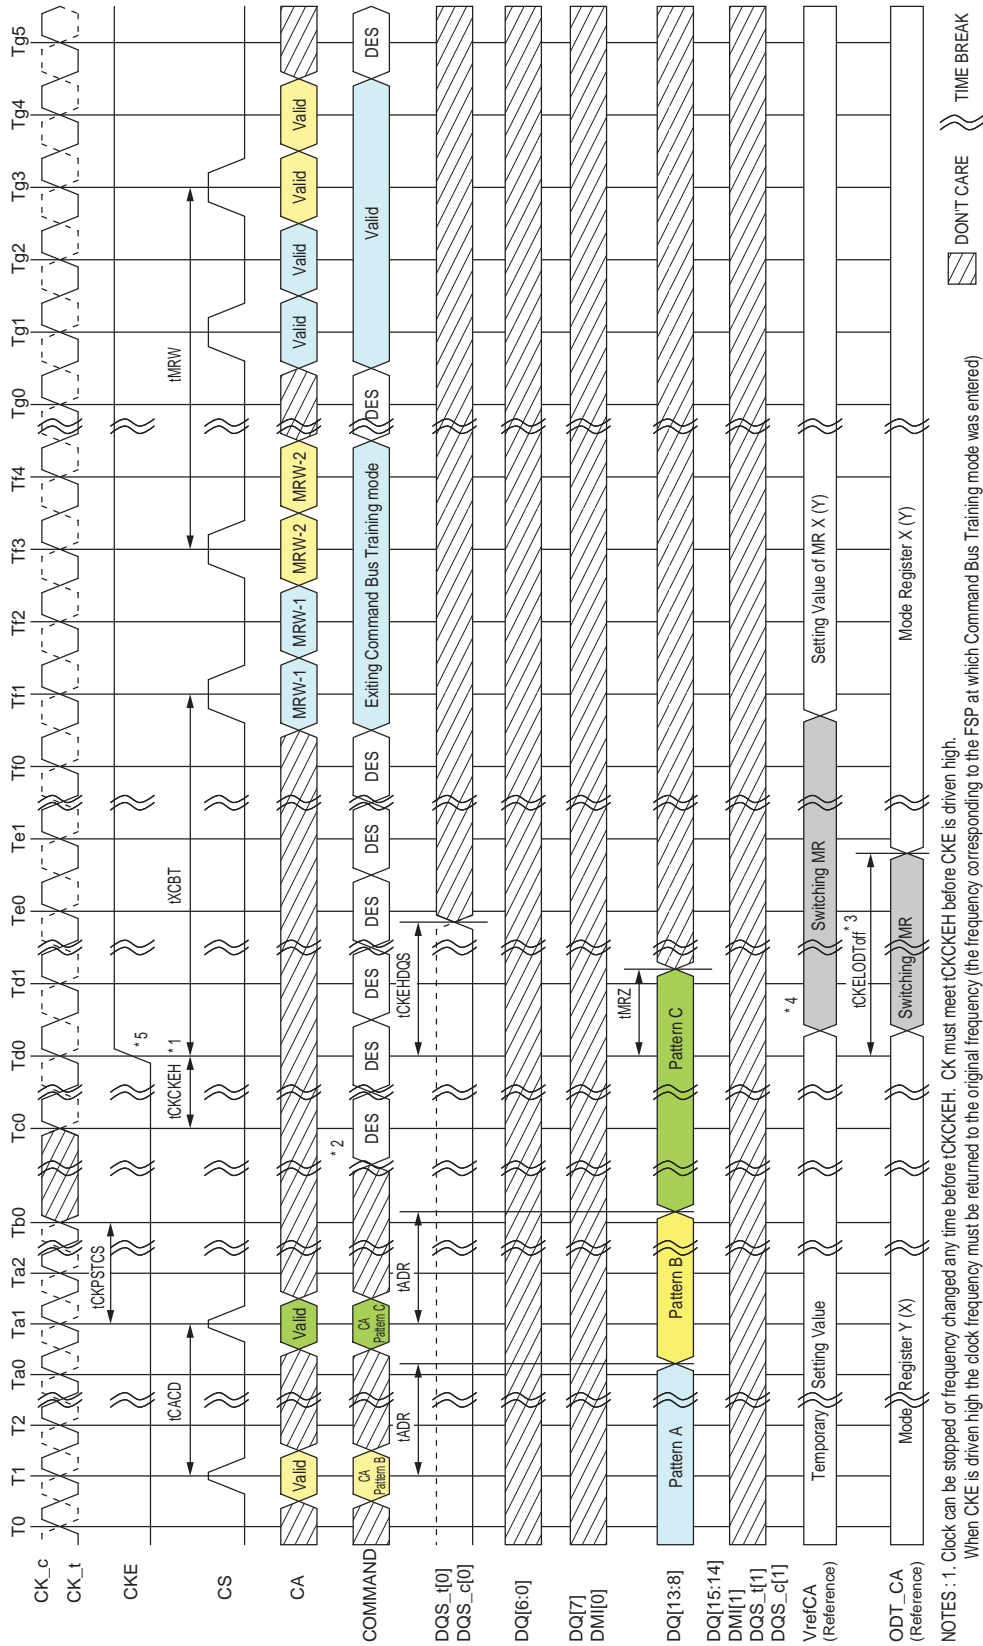 T0 T1 T2 Ta0 Ta1 Ta2 Tb0 Tc0 Td0 Td1 Te0 Te1 Tf0 Tf1 Tf2 Tf3 Tf4 Tg0 Tg1 Tg2 Tg3 Tg4 Tg5
CK_c
CK_t
tCKPSTCS
tCKCKEH *1
*5
CKE
tCACD
tXCBT
tMRW
CS
CA
Valid Valid MRW-1 MRW-1 MRW-2 MRW-2 Valid Valid Valid Valid
*2
COMMAND
CA Pattern B
CA Pattern C
DES DES DES DES DES DES Exiting Command Bus Training mode DES Valid DES
tADR tADR tCKEHDQS
DQS_t[0]
DQS_c[0]
DQ[6:0]
DQ[7]
DMI[0]
tMRZ
DQ[13:8]
Pattern A Pattern B Pattern C
DQ[15:14]
DMI[1]
DQS_t[1]
DQS_c[1]
*4
VrefCA
(Reference)
Temporary Setting Value Switching MR Setting Value of MR X (Y)
tCKELODTdff *3
ODT_CA
(Reference)
Mode Register Y (X) Switching MR Mode Register X (Y)
DON'T CARE
TIME BREAK
NOTES : 1. Clock can be stopped or frequency changed any time before tCKCKEH. CK must meet tCKCKEH before CKE is driven high.
When CKE is driven high the clock frequency must be returned to the original frequency (the frequency corresponding to the FSP at which Command Bus Training mode was entered)